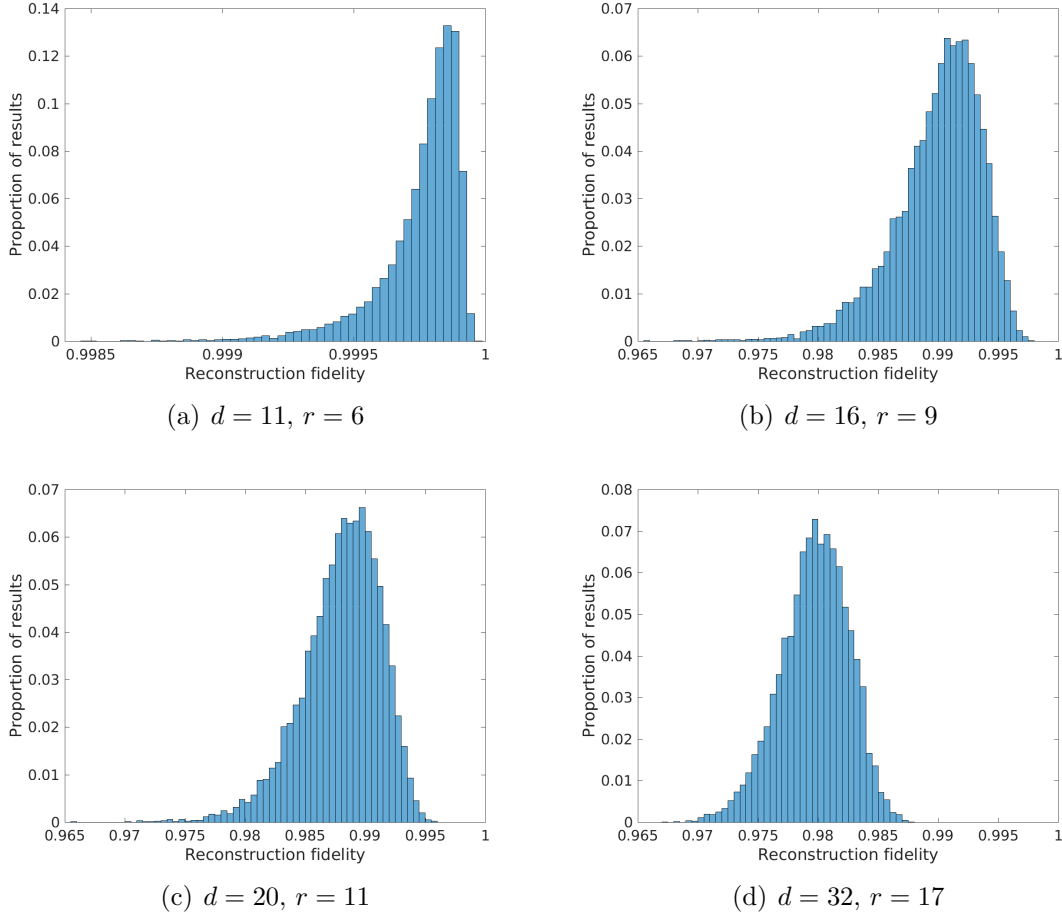 0.14
0.12
0.1
0.08
0.06
0.04
0.02
0
Proportion of results
0.9985 0.999 0.9995 1
Reconstruction fidelity
(a) d = 11, r = 6
0.07
0.06
0.05
0.04
0.03
0.02
0.01
0
Proportion of results
0.965 0.97 0.975 0.98 0.985 0.99 0.995 1
Reconstruction fidelity
(b) d = 16, r = 9
0.07
0.06
0.05
0.04
0.03
0.02
0.01
0
Proportion of results
0.965 0.97 0.975 0.98 0.985 0.99 0.995 1
Reconstruction fidelity
(c) d = 20, r = 11
0.08
0.07
0.06
0.05
0.04
0.03
0.02
0.01
0
Proportion of results
0.965 0.97 0.975 0.98 0.985 0.99 0.995 1
Reconstruction fidelity
(d) d = 32, r = 17